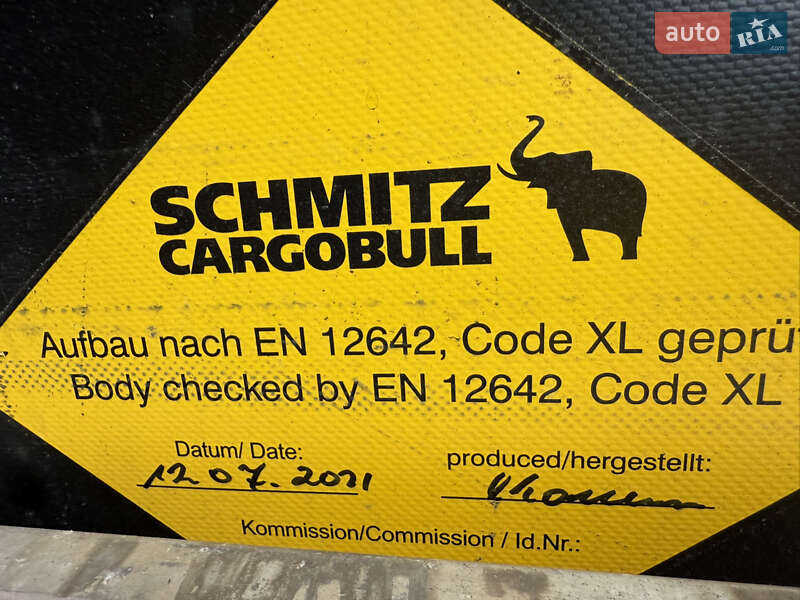 auto RIA
.com
SCHMITZ
CARGOBULL
Aufbau nach EN 12642, Code XL geprü
Body checked by EN 12642, Code XL
Datum/ Date:
12.07.2021
produced/hergestellt:
Kommission/Commission / Id.Nr.: